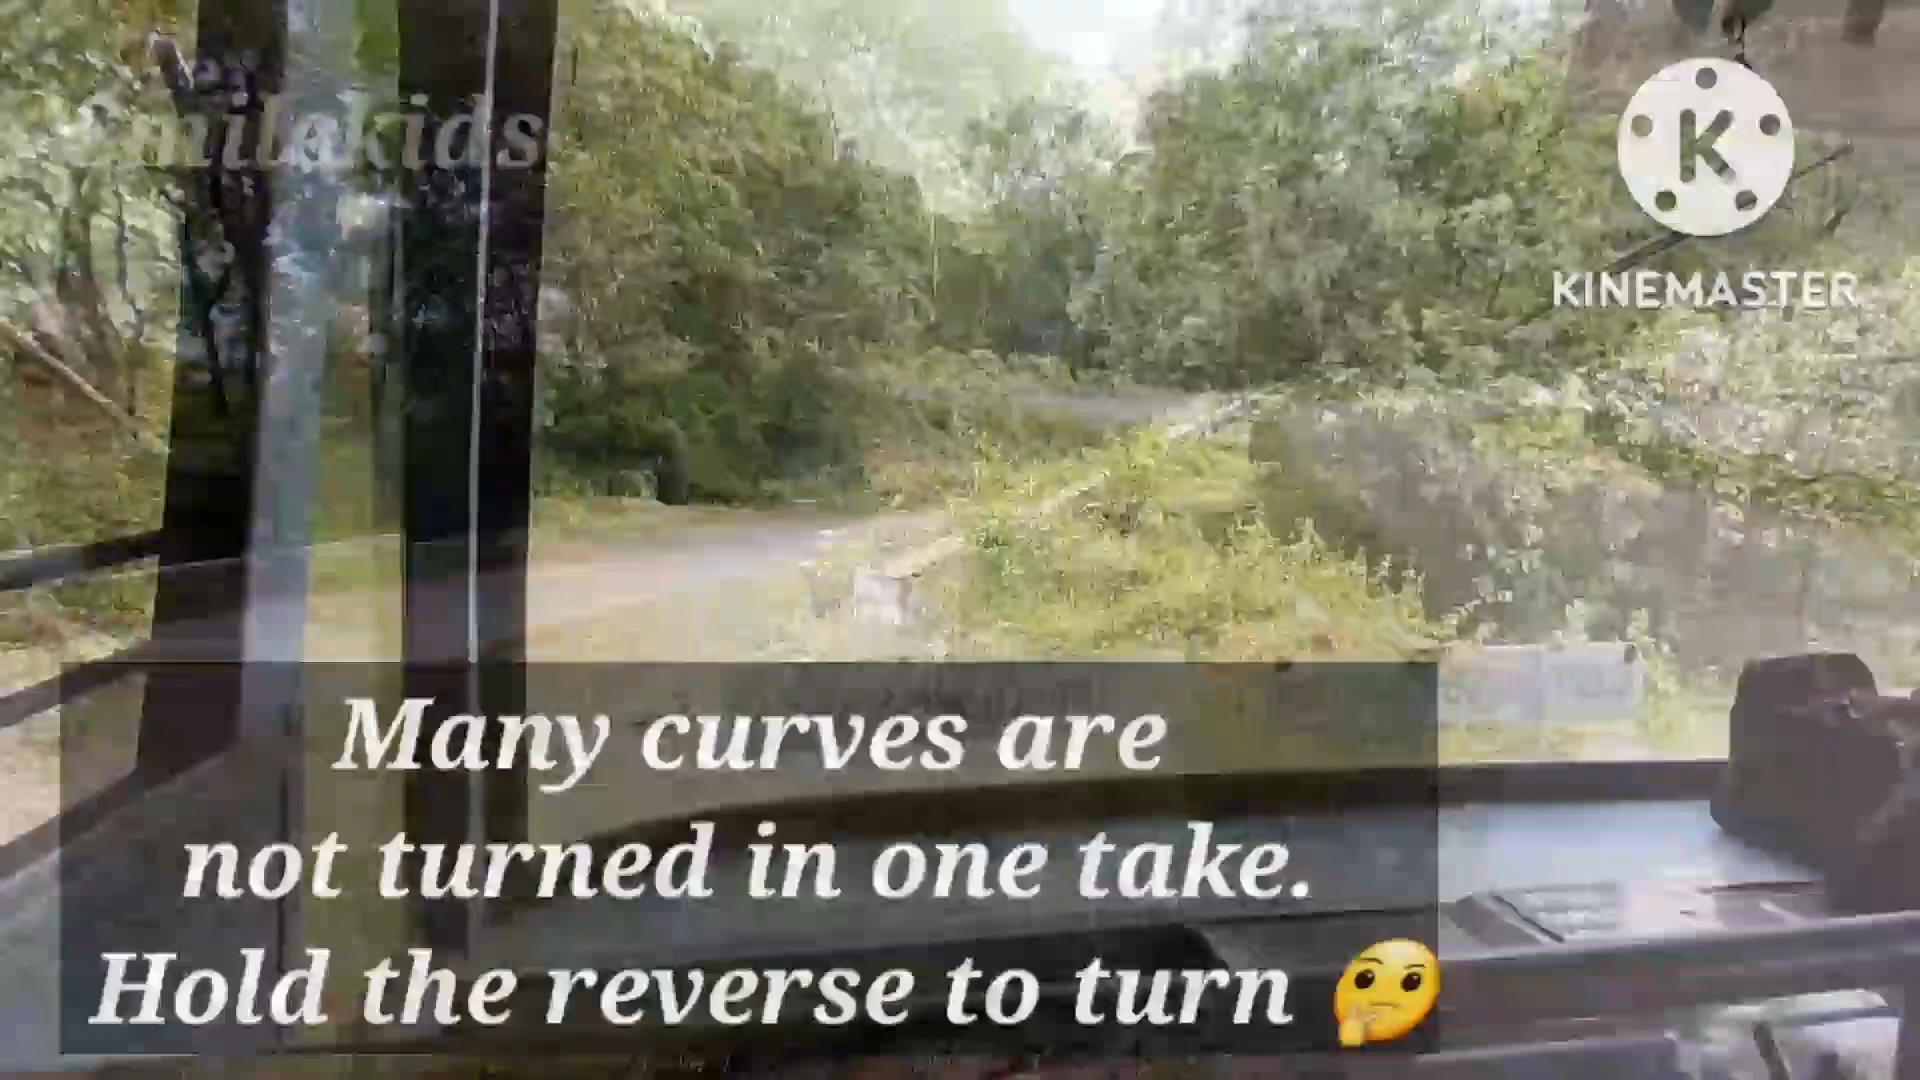 KINEMASTER
Many curves are
not turned in one take.
Hold the reverse to turn 🤔